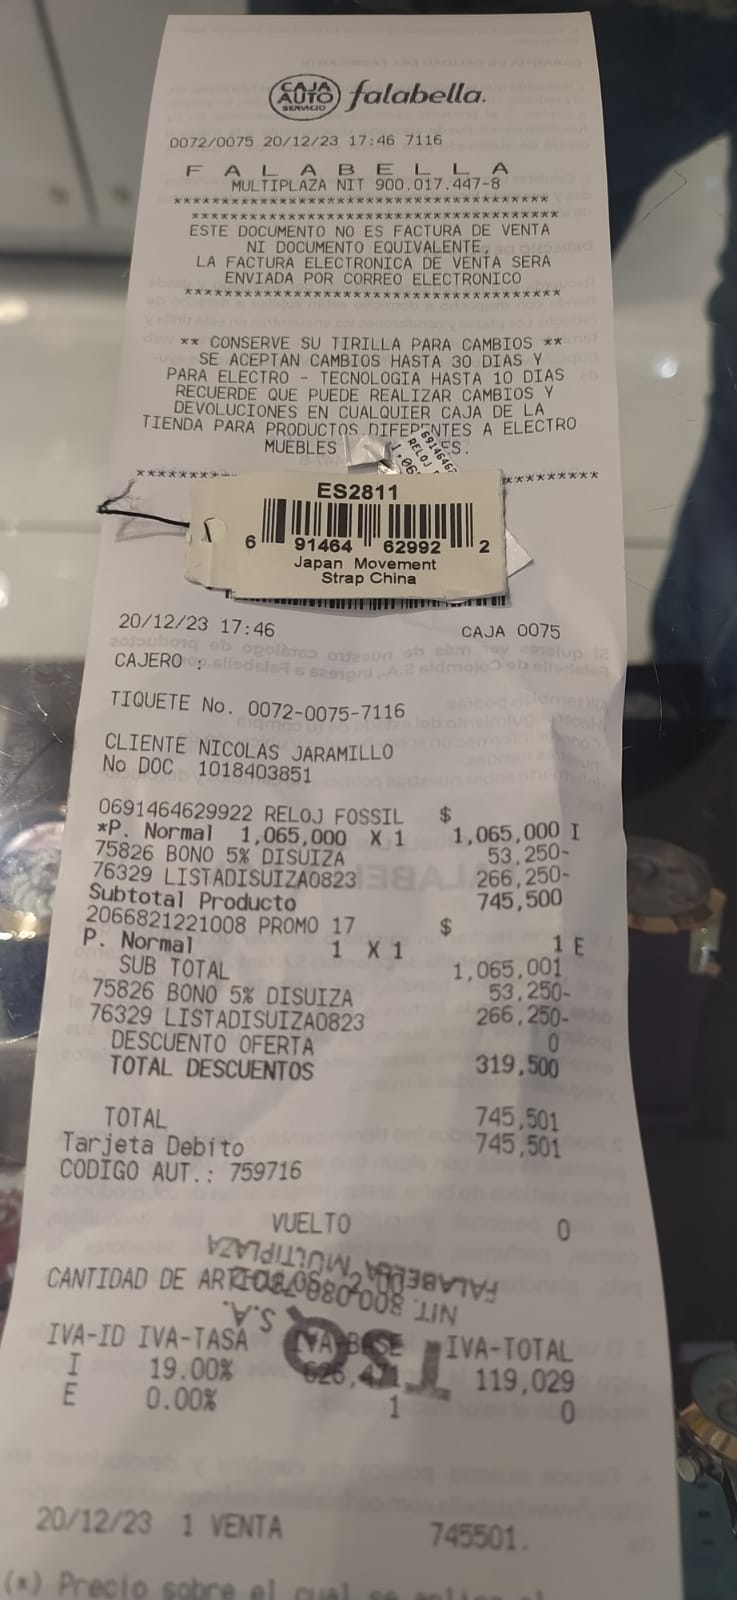 CAJA
AUTO
SERVICIO
falabella.
0072/0075 20/12/23 17:46 7116
F A L A B E L L A
MULTIPLAZA NIT 900.017.447-8
****************************************
****************************************
ESTE DOCUMENTO NO ES FACTURA DE VENTA
NI DOCUMENTO EQUIVALENTE,
LA FACTURA ELECTRONICA DE VENTA SERA
ENVIADA POR CORREO ELECTRONICO
****************************************
** CONSERVE SU TIRILLA PARA CAMBIOS **
SE ACEPTAN CAMBIOS HASTA 30 DIAS Y
PARA ELECTRO - TECNOLOGIA HASTA 10 DIAS
RECUERDE QUE PUEDE REALIZAR CAMBIOS Y
DEVOLUCIONES EN CUALQUIER CAJA DE LA
TIENDA PARA PRODUCTOS DIFERENTES A ELECTRO
MUEBLES
RELOJ
ES2811
6 91464 62992 2
Japan Movement
Strap China
20/12/23 17:46 CAJA 0075
CAJERO :
TIQUETE No. 0072-0075-7116
CLIENTE NICOLAS JARAMILLO
No DOC 1018403851
0691464629922 RELOJ FOSSIL $
*P. Normal 1,065,000 X 1 1,065,000 I
75826 BONO 5% DISUIZA 53,250-
76329 LISTADISUIZA0823 266,250-
Subtotal Producto 745,500
2066821221008 PROMO 17 $
P. Normal 1 X 1 1 E
SUB TOTAL 1,065,001
75826 BONO 5% DISUIZA 53,250-
76329 LISTADISUIZA0823 266,250-
DESCUENTO OFERTA 0
TOTAL DESCUENTOS 319,500
TOTAL 745,501
Tarjeta Debito 745,501
CODIGO AUT.: 759716
VUELTO 0
FALABELLA MULTIPLAZA
CANTIDAD DE
NIT.
S.A.
IVA-ID IVA-TASA IVA-BASE IVA-TOTAL
I 19.00% 626,471 119,029
E 0.00% 1 0
20/12/23 1 VENTA 745501.
(*) Precio sobre el cual se aplica el